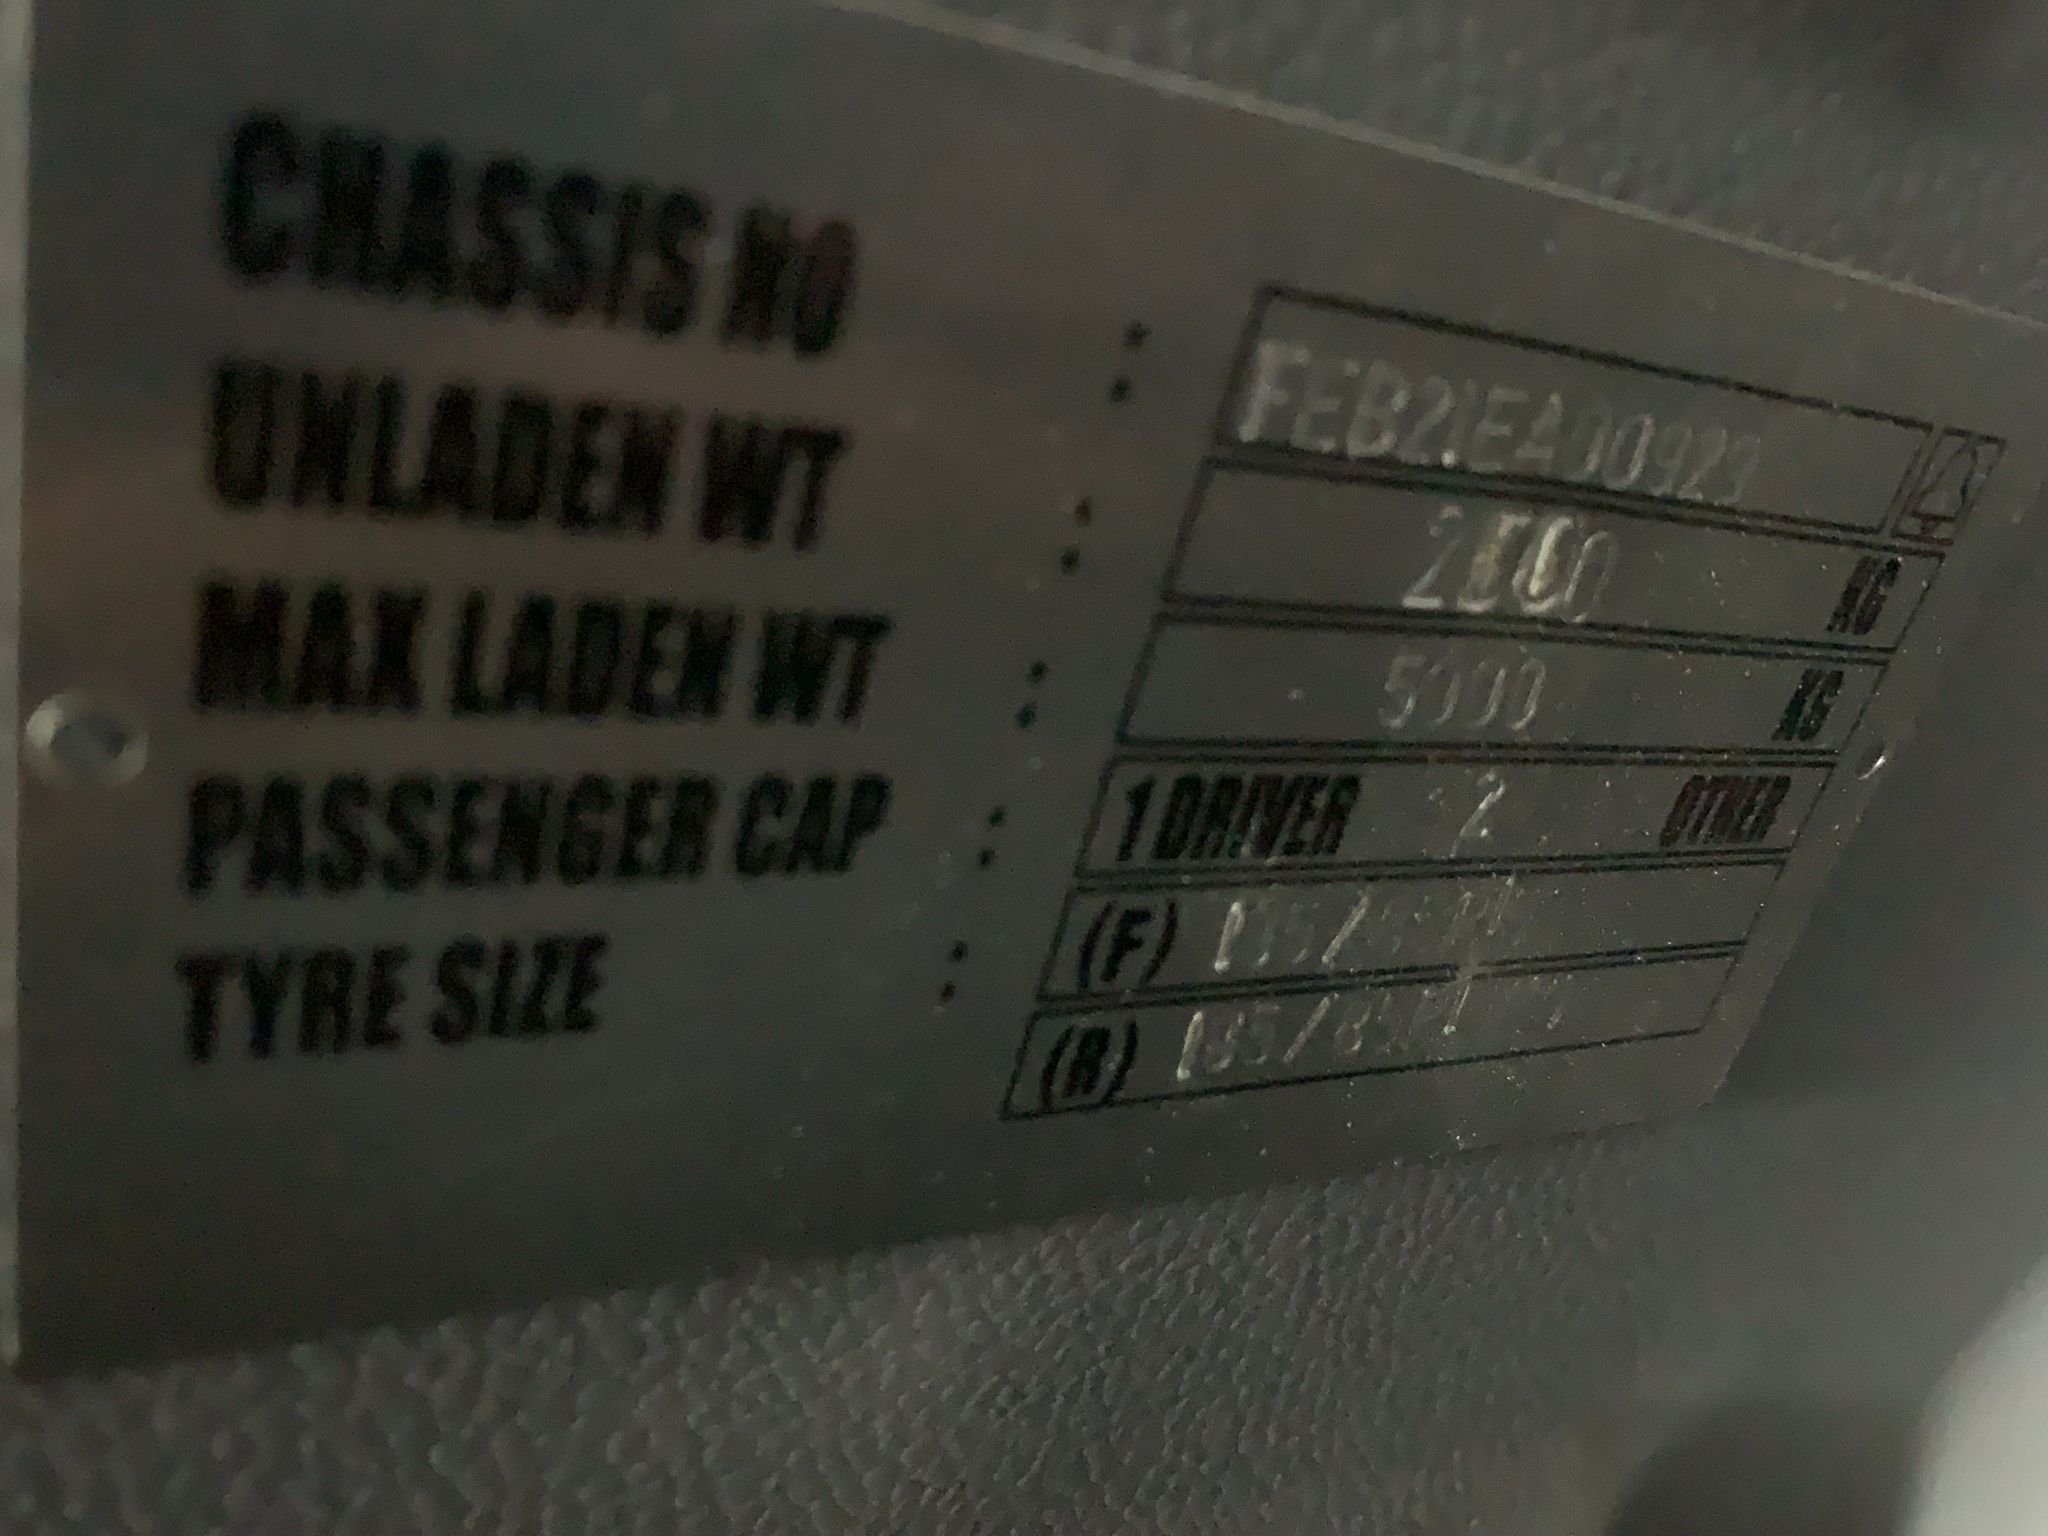 CHASSIS NO : FEB21EA00923
UNLADEN WT : KG
MAX LADEN WT : 5000 KG
PASSENGER CAP : 1 DRIVER 2 OTHER
TYRE SIZE : (F)
(R)